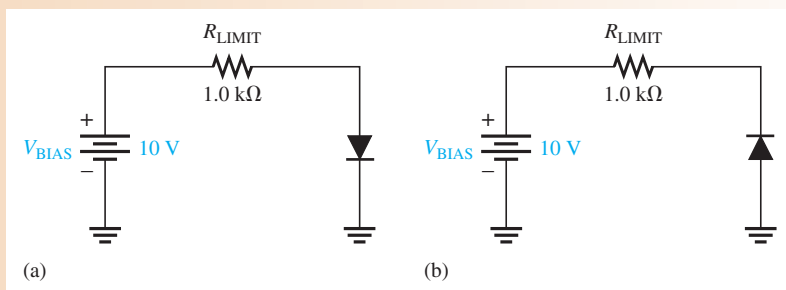 R_LIMIT
1.0 kΩ
+
V_BIAS 10 V
−
(a)
R_LIMIT
1.0 kΩ
+
V_BIAS 10 V
−
(b)